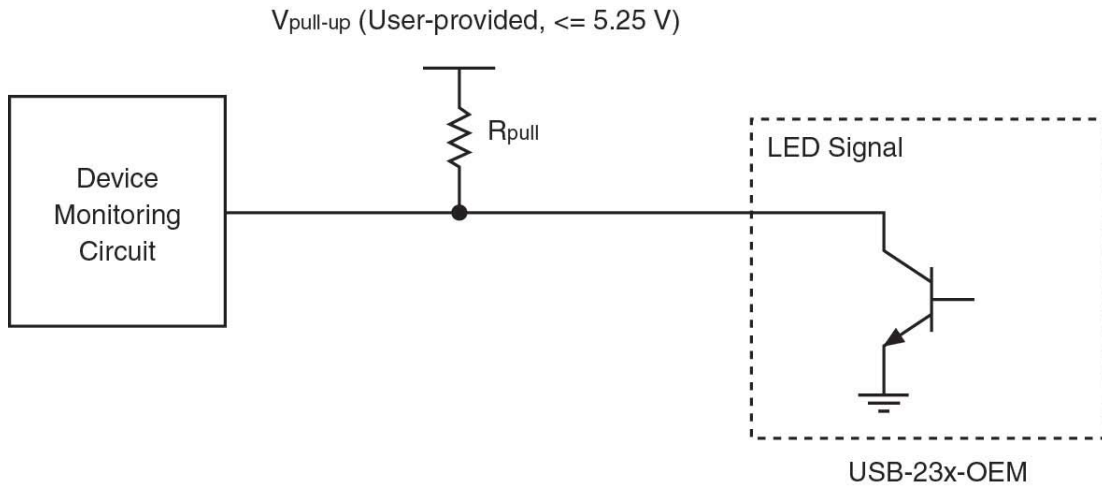 Vpull-up (User-provided, <= 5.25 V)
Rpull
LED Signal
Device
Monitoring
Circuit
USB-23x-OEM